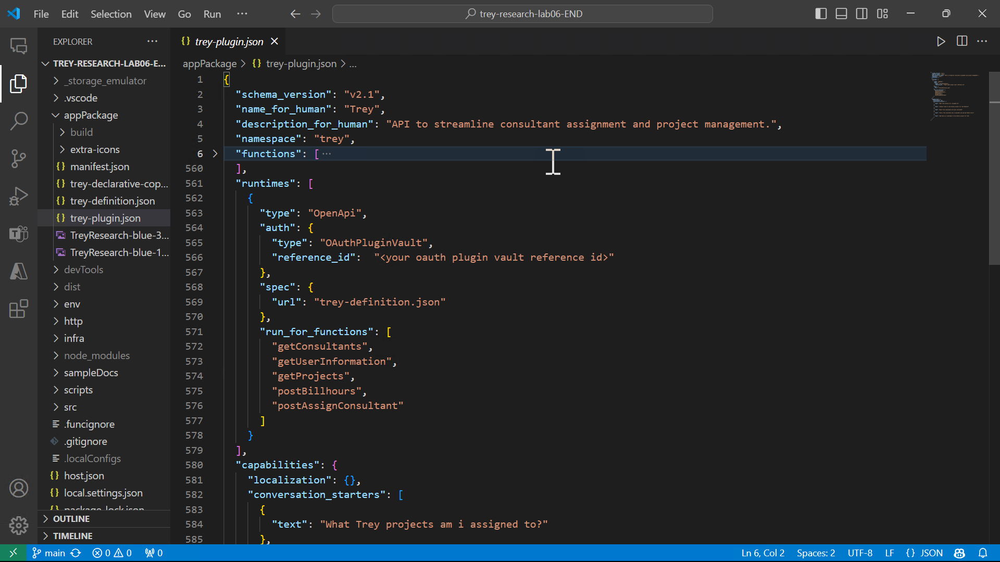 File Edit Selection View Go Run ···
trey-research-lab06-END
EXPLORER
TREY-RESEARCH-LAB06-E...
_storage_emulator
.vscode
appPackage
build
extra-icons
manifest.json
trey-declarative-cop...
trey-definition.json
trey-plugin.json
TreyResearch-blue-3...
TreyResearch-blue-1...
devTools
dist
env
http
infra
node_modules
sampleDocs
scripts
src
.funcignore
.gitignore
.localConfigs
host.json
local.settings.json
package-lock.json
OUTLINE
TIMELINE
{} trey-plugin.json
appPackage > {} trey-plugin.json > ...
1 {
2 "schema_version": "v2.1",
3 "name_for_human": "Trey",
4 "description_for_human": "API to streamline consultant assignment and project management.",
5 "namespace": "trey",
6 "functions": [ ···
560 ],
561 "runtimes": [
562 {
563 "type": "OpenApi",
564 "auth": {
565 "type": "OAuthPluginVault",
566 "reference_id": "<your oauth plugin vault reference id>"
567 },
568 "spec": {
569 "url": "trey-definition.json"
570 },
571 "run_for_functions": [
572 "getConsultants",
573 "getUserInformation",
574 "getProjects",
575 "postBillhours",
576 "postAssignConsultant"
577 ]
578 }
579 ],
580 "capabilities": {
581 "localization": {},
582 "conversation_starters": [
583 {
584 "text": "What Trey projects am i assigned to?"
585 },
main 0 0 0 Ln 6, Col 2 Spaces: 2 UTF-8 LF {} JSON